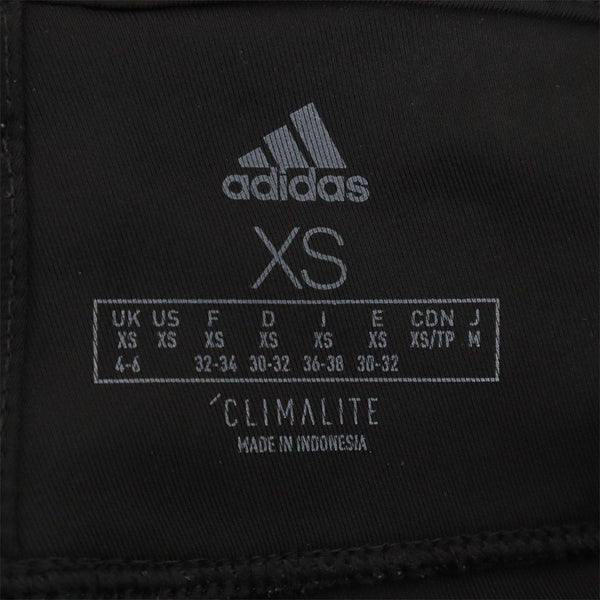 adidas
XS
UK US F D I E CDN J
XS XS XS XS XS XS XS/TP M
4-6 32-34 30-32 36-38 30-32
´CLIMALITE
MADE IN INDONESIA